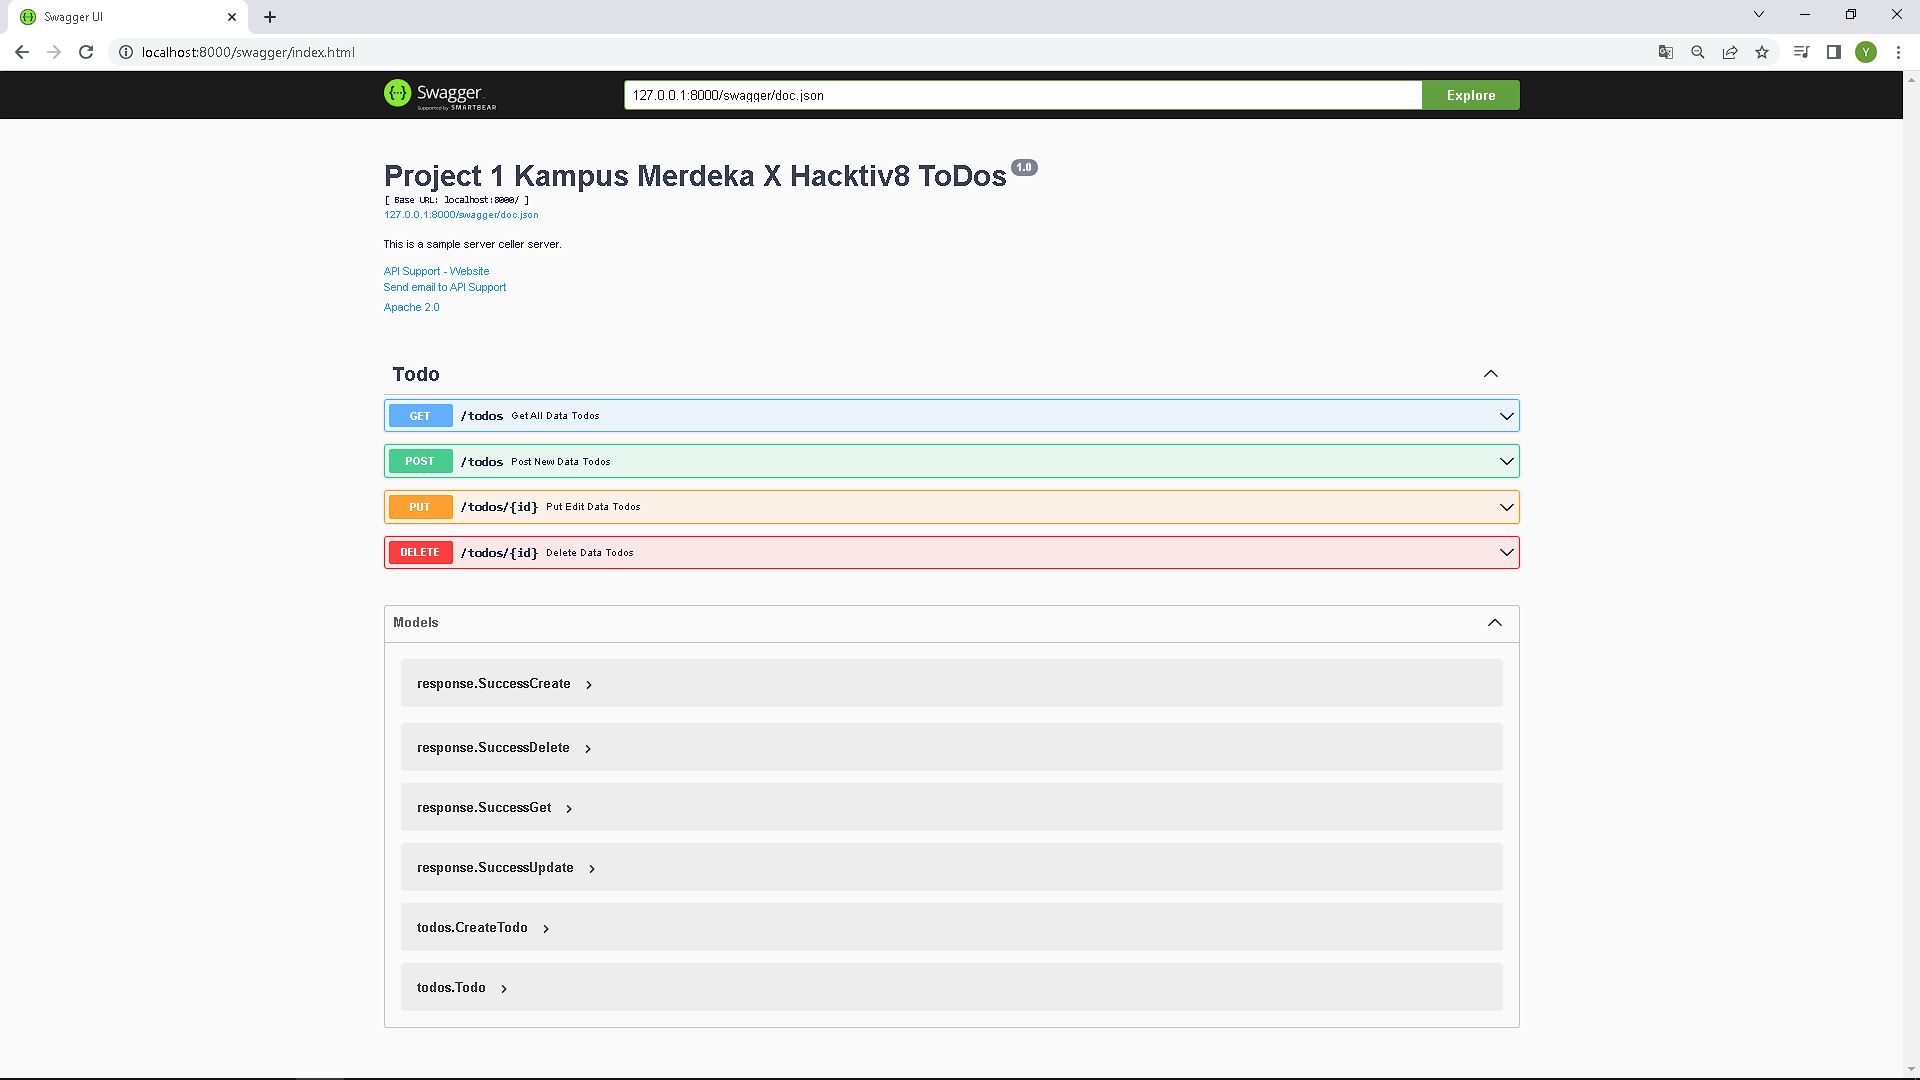 Swagger UI
localhost:8000/swagger/index.html
Y
Swagger
Supported by SMARTBEAR
127.0.0.1:8000/swagger/doc.json
Explore
Project 1 Kampus Merdeka X Hacktiv8 ToDos 1.0
[ Base URL: localhost:8000/ ]
127.0.0.1:8000/swagger/doc.json
This is a sample server celler server.
API Support - Website
Send email to API Support
Apache 2.0
Todo
GET /todos Get All Data Todos
POST /todos Post New Data Todos
PUT /todos/{id} Put Edit Data Todos
DELETE /todos/{id} Delete Data Todos
Models
response.SuccessCreate
response.SuccessDelete
response.SuccessGet
response.SuccessUpdate
todos.CreateTodo
todos.Todo